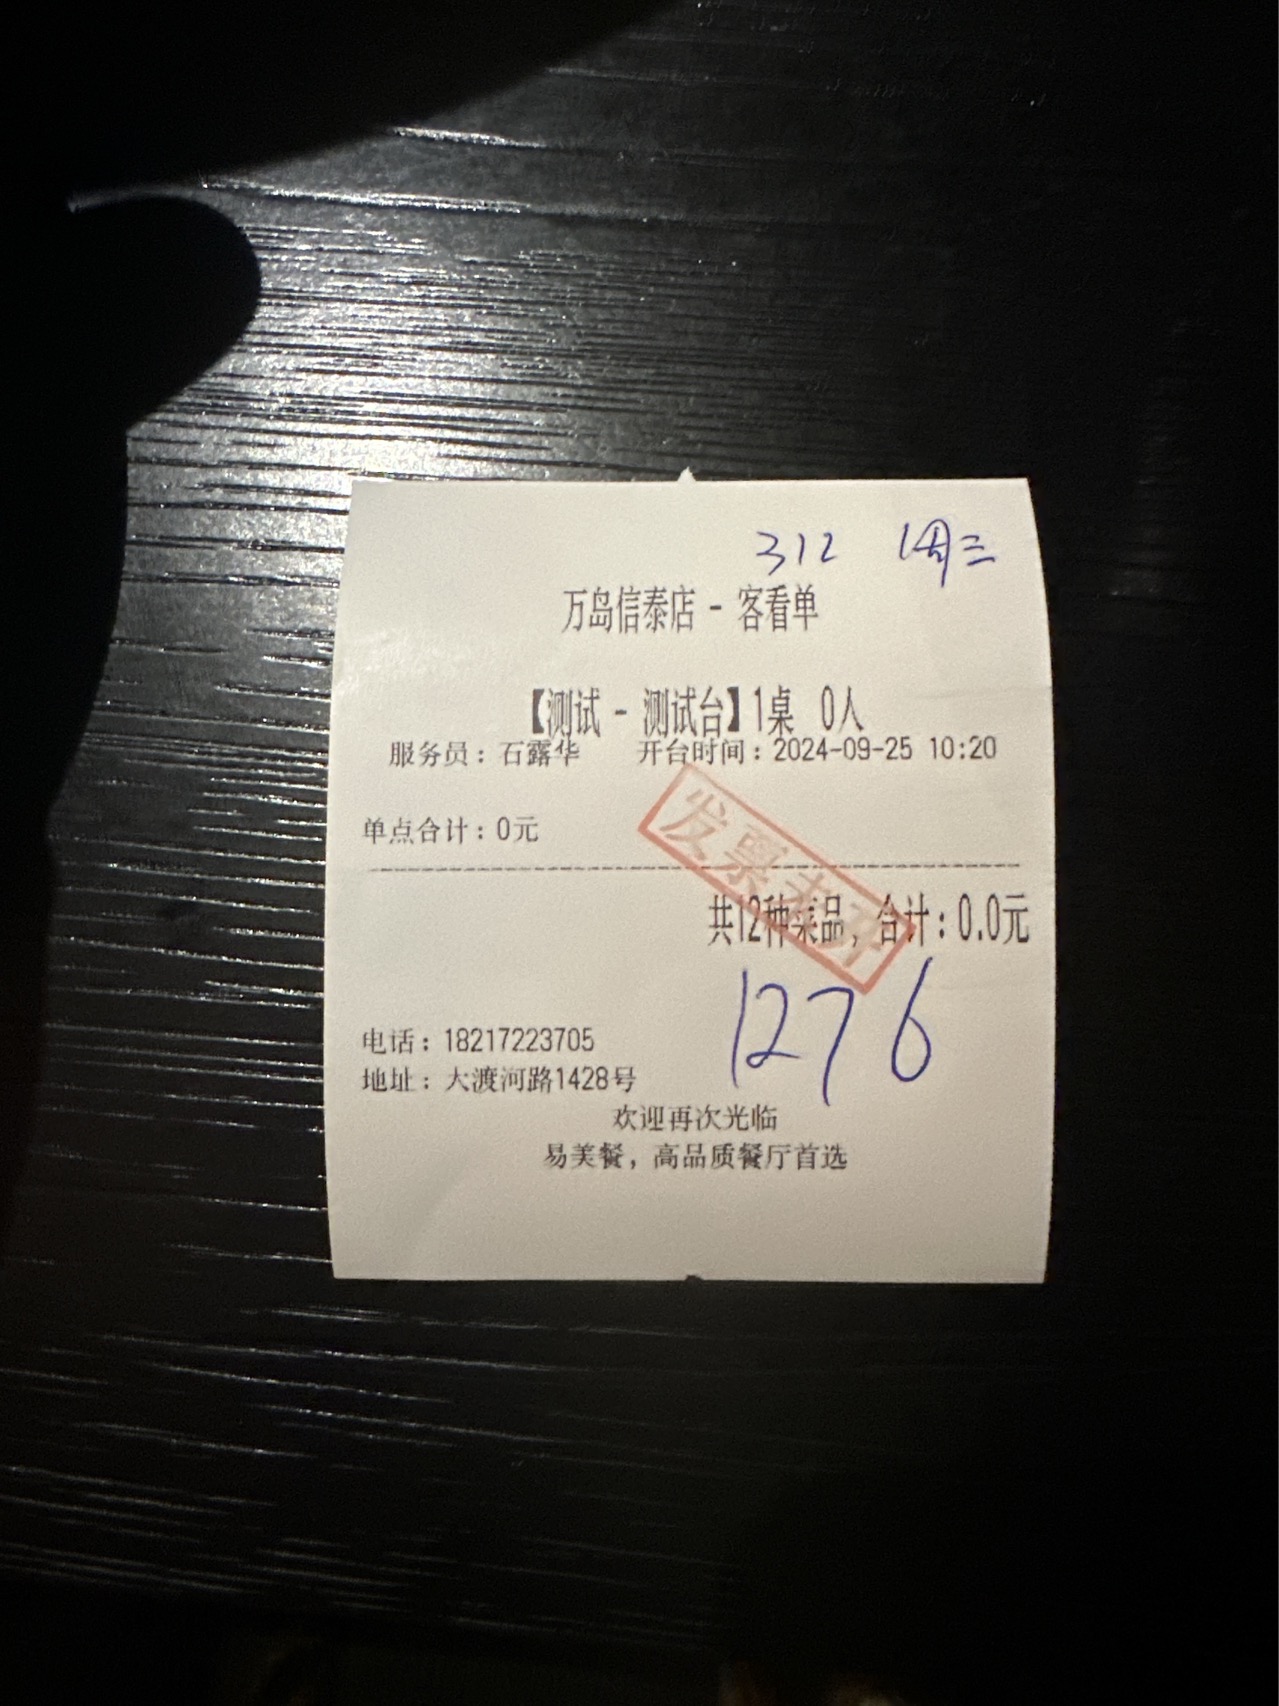 312 周三
万岛信泰店 - 客看单
【测试 - 测试台】1桌 0人
服务员：石露华 开台时间：2024-09-25 10:20
单点合计：0元
发票未开
共12种菜品，合计：0.0元
1276
电话：18217223705
地址：大渡河路1428号
欢迎再次光临
易美餐，高品质餐厅首选